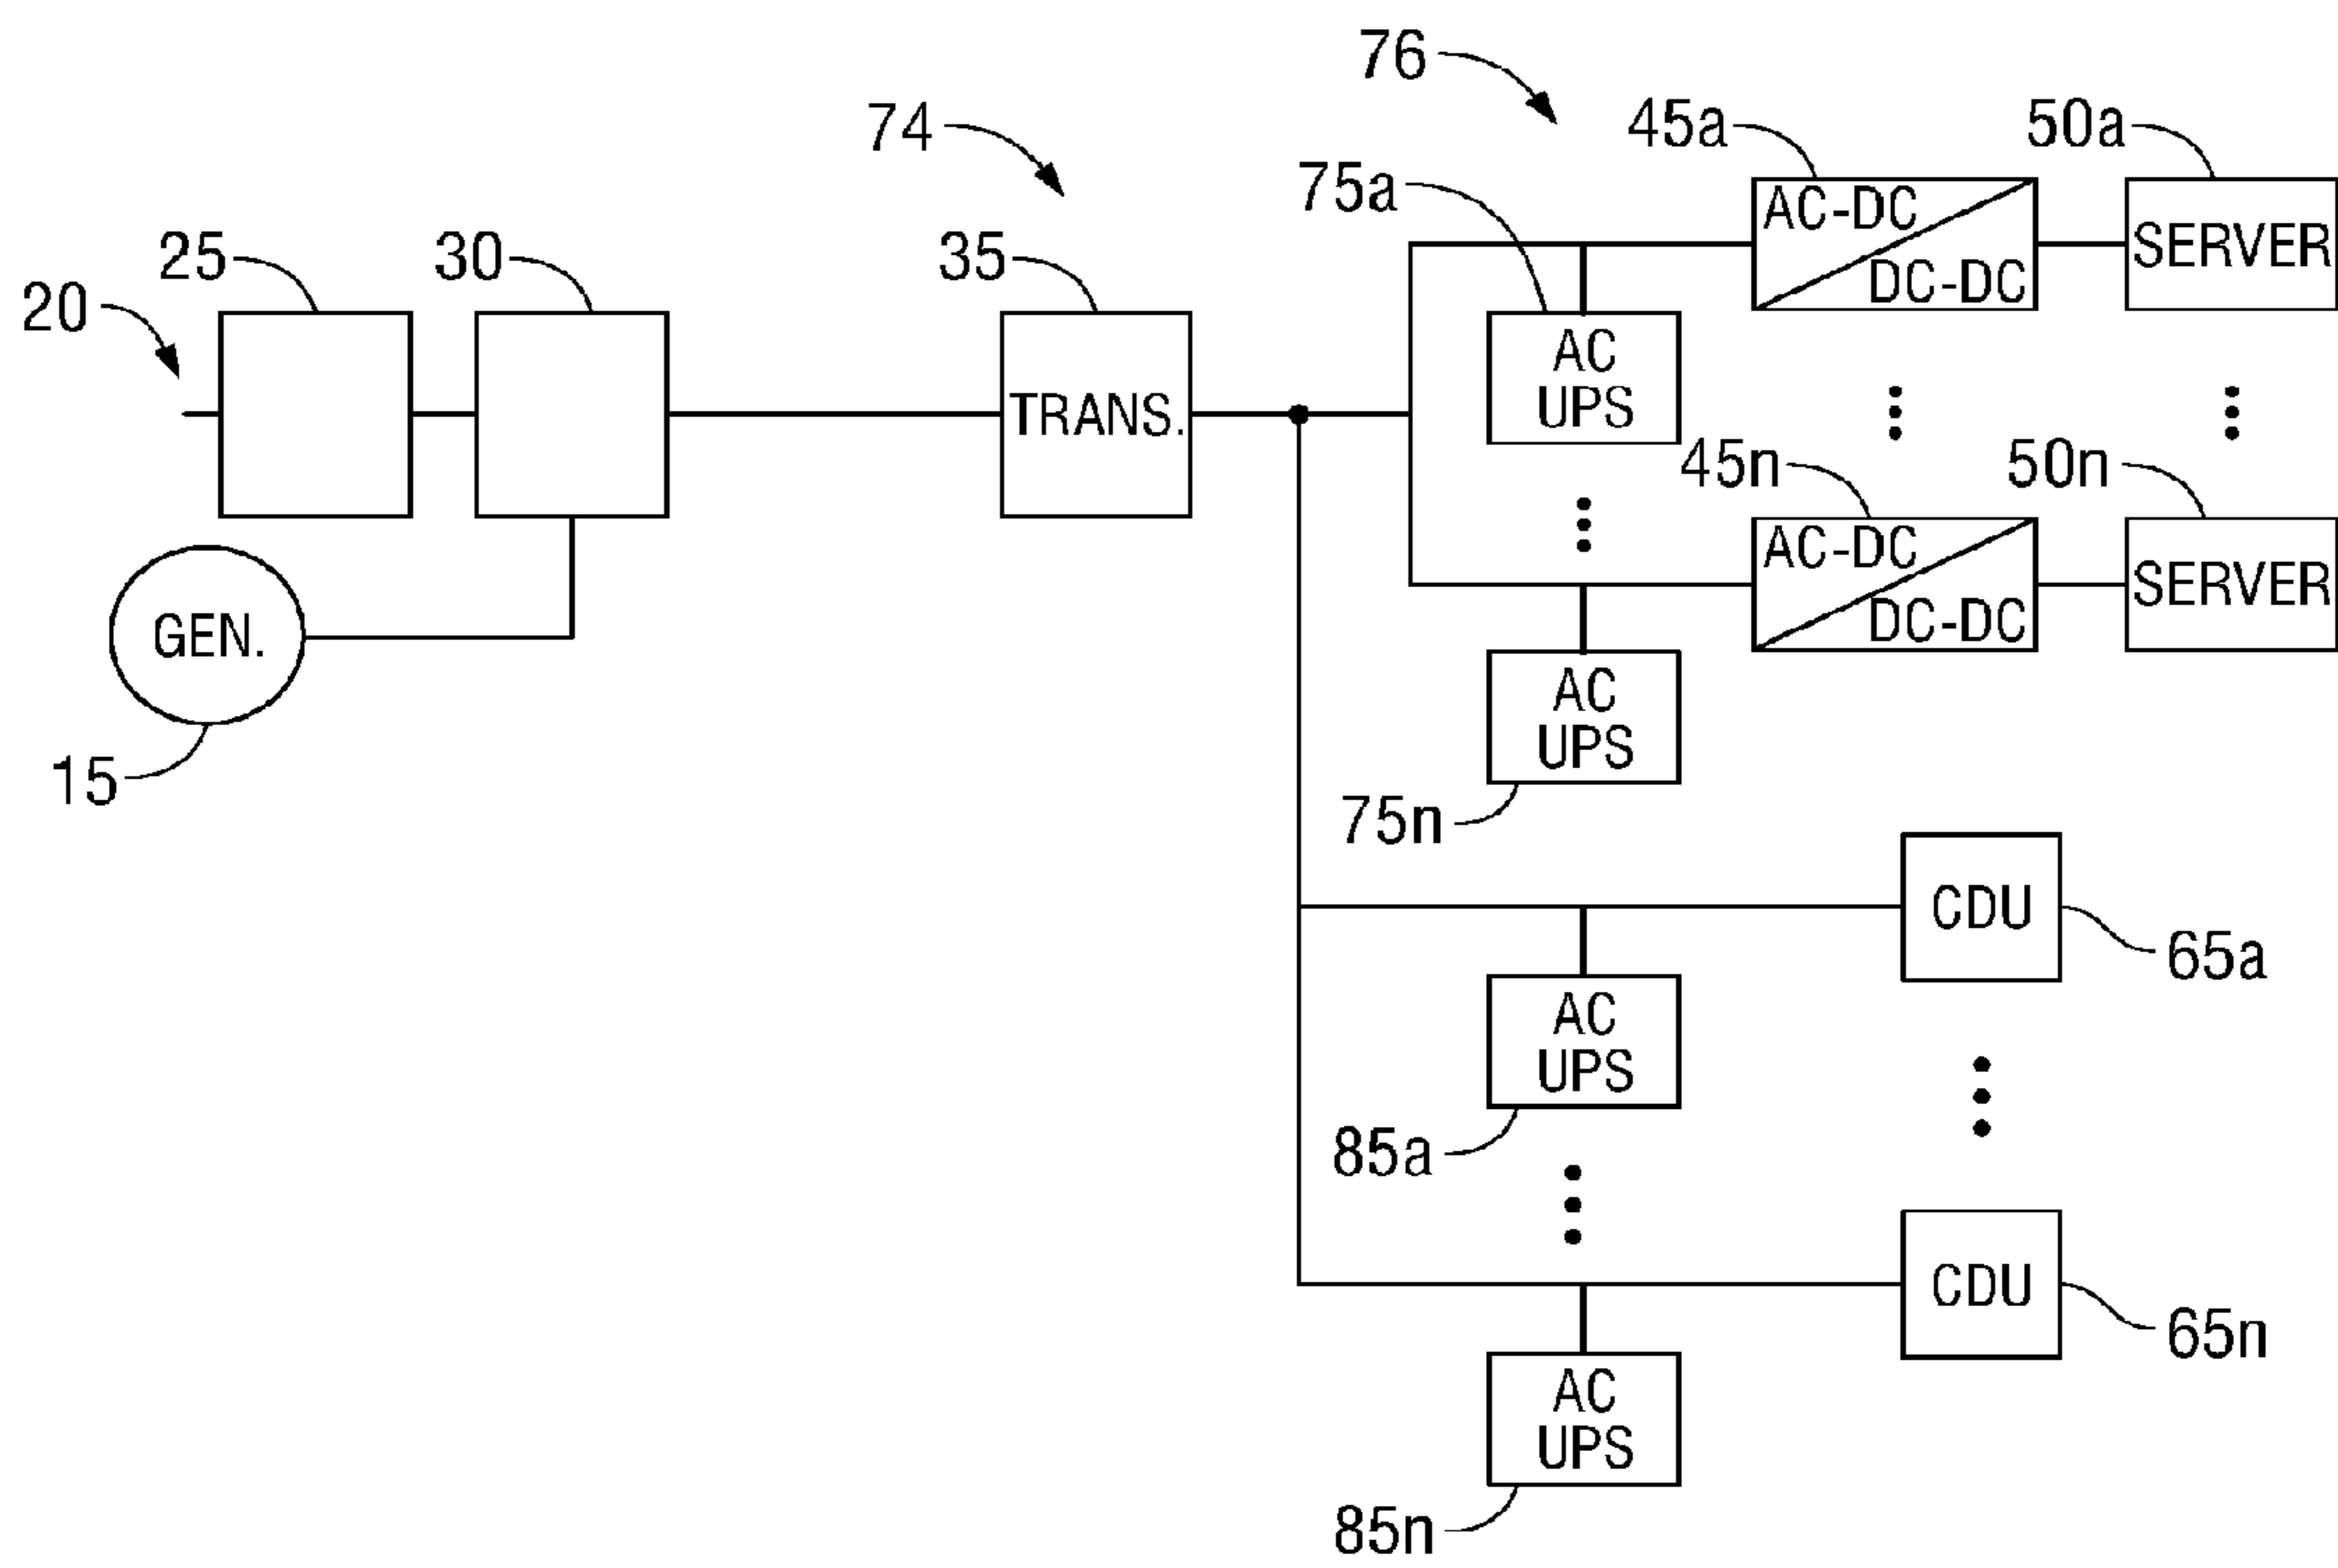 76
74
45a
50a
75a
AC-DC
DC-DC
SERVER
25
30
35
20
TRANS.
AC
UPS
45n
50n
AC-DC
DC-DC
SERVER
GEN.
15
AC
UPS
75n
CDU
65a
AC
UPS
85a
CDU
65n
AC
UPS
85n